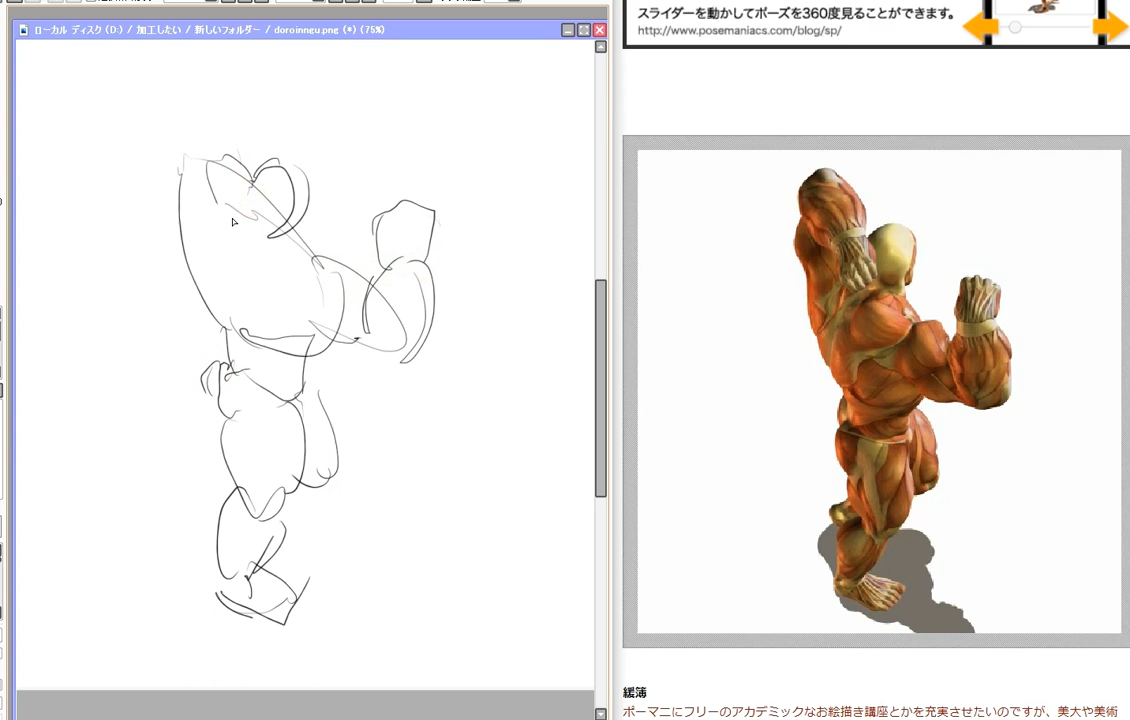 ローカル ディスク (D:) / 加工したい / 新しいフォルダー / doroinngu.png (*) (75%)
スライダーを動かしてポーズを360度見ることができます。
http://www.posemaniacs.com/blog/sp/
緩簿
ポーマニにフリーのアカデミックなお絵描き講座とかを充実させたいのですが、美大や美術